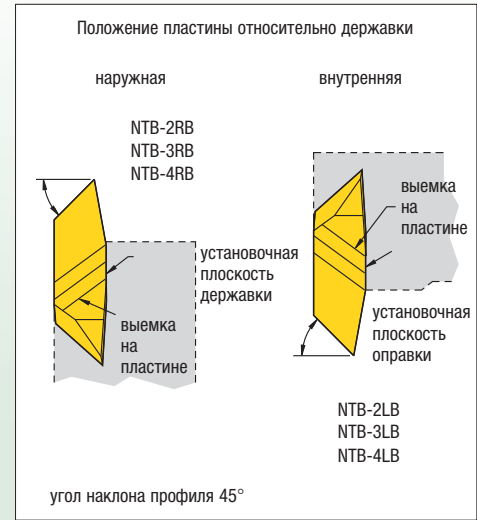 Положение пластины относительно державки
наружная
внутренняя
NTB-2RB
NTB-3RB
NTB-4RB
установочная
плоскость
державки
выемка
на
пластине
выемка
на
пластине
установочная
плоскость
оправки
NTB-2LB
NTB-3LB
NTB-4LB
угол наклона профиля 45°